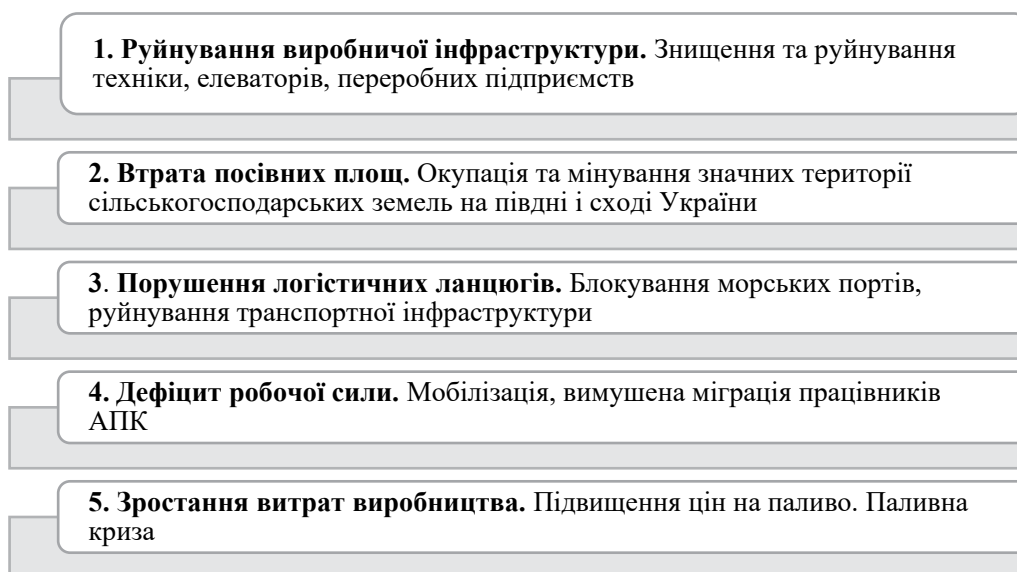 1. Руйнування виробничої інфраструктури. Знищення та руйнування
техніки, елеваторів, переробних підприємств
2. Втрата посівних площ. Окупація та мінування значних території
сільськогосподарських земель на півдні і сході України
3. Порушення логістичних ланцюгів. Блокування морських портів,
руйнування транспортної інфраструктури
4. Дефіцит робочої сили. Мобілізація, вимушена міграція працівників
АПК
5. Зростання витрат виробництва. Підвищення цін на паливо. Паливна
криза